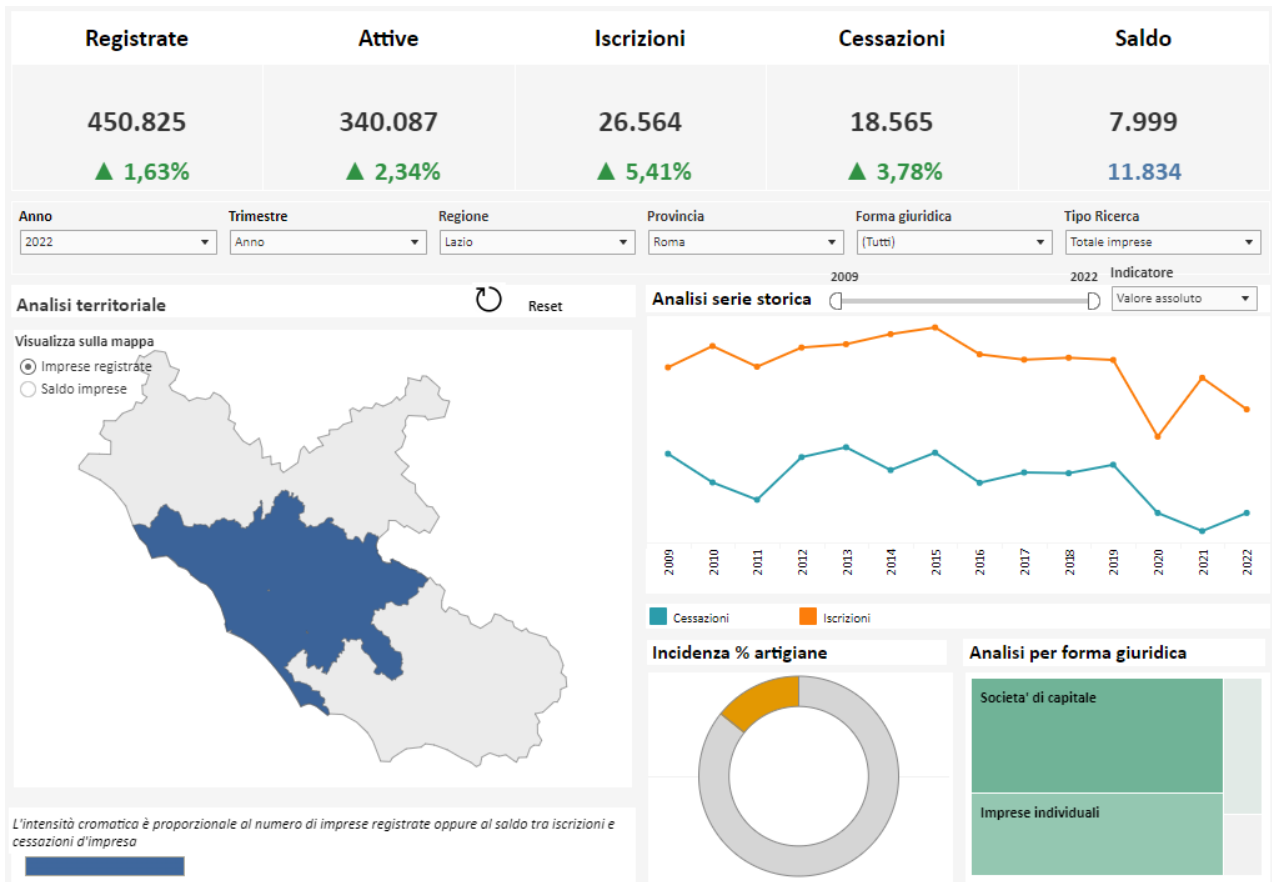 Registrate
Attive
Iscrizioni
Cessazioni
Saldo
450.825
340.087
26.564
18.565
7.999
▲ 1,63%
▲ 2,34%
▲ 5,41%
▲ 3,78%
11.834
Anno
Trimestre
Regione
Provincia
Forma giuridica
Tipo Ricerca
2022
Anno
Lazio
Roma
(Tutti)
Totale imprese
Analisi territoriale
Reset
Analisi serie storica
2009
2022
Indicatore
Valore assoluto
Visualizza sulla mappa
Imprese registrate
Saldo imprese
2009
2010
2011
2012
2013
2014
2015
2016
2017
2018
2019
2020
2021
2022
Cessazioni
Iscrizioni
Incidenza % artigiane
Analisi per forma giuridica
Societa' di capitale
Imprese individuali
L'intensità cromatica è proporzionale al numero di imprese registrate oppure al saldo tra iscrizioni e
cessazioni d'impresa